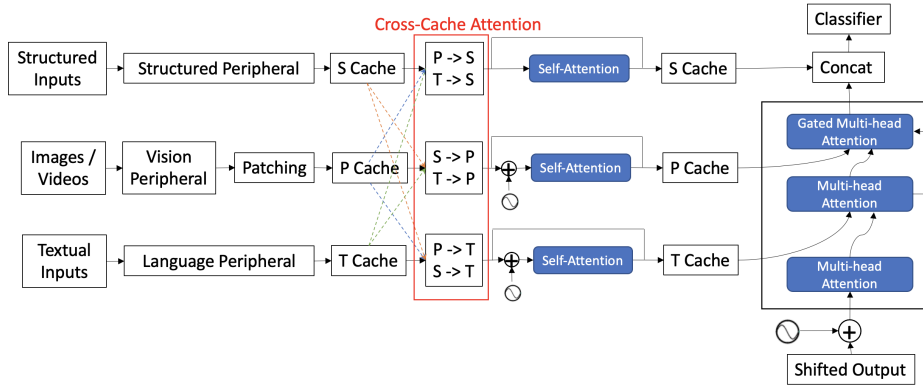 Cross-Cache Attention
Classifier
Structured
Inputs
Structured Peripheral
S Cache
P -> S
T -> S
Self-Attention
S Cache
Concat
Images /
Videos
Vision
Peripheral
Patching
P Cache
S -> P
T -> P
Self-Attention
P Cache
Gated Multi-head
Attention
Multi-head
Attention
Textual
Inputs
Language Peripheral
T Cache
P -> T
S -> T
Self-Attention
T Cache
Multi-head
Attention
Shifted Output